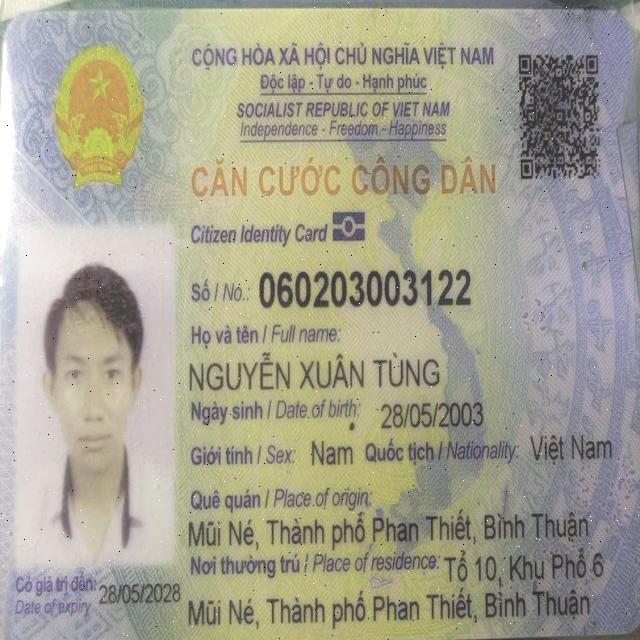 CỘNG HÒA XÃ HỘI CHỦ NGHĨA VIỆT NAM
Độc lập - Tự do - Hạnh phúc
SOCIALIST REPUBLIC OF VIET NAM
Independence - Freedom - Happiness
CĂN CƯỚC CÔNG DÂN
Citizen Identity Card
Số / No.: 060203003122
Họ và tên / Full name:
NGUYỄN XUÂN TÙNG
Ngày sinh / Date of birth: 28/05/2003
Giới tính / Sex: Nam Quốc tịch / Nationality: Việt Nam
Quê quán / Place of origin:
Mũi Né, Thành phố Phan Thiết, Bình Thuận
Nơi thường trú / Place of residence: Tổ 10, Khu Phố 6
Mũi Né, Thành phố Phan Thiết, Bình Thuận
Có giá trị đến: 28/05/2028
Date of expiry